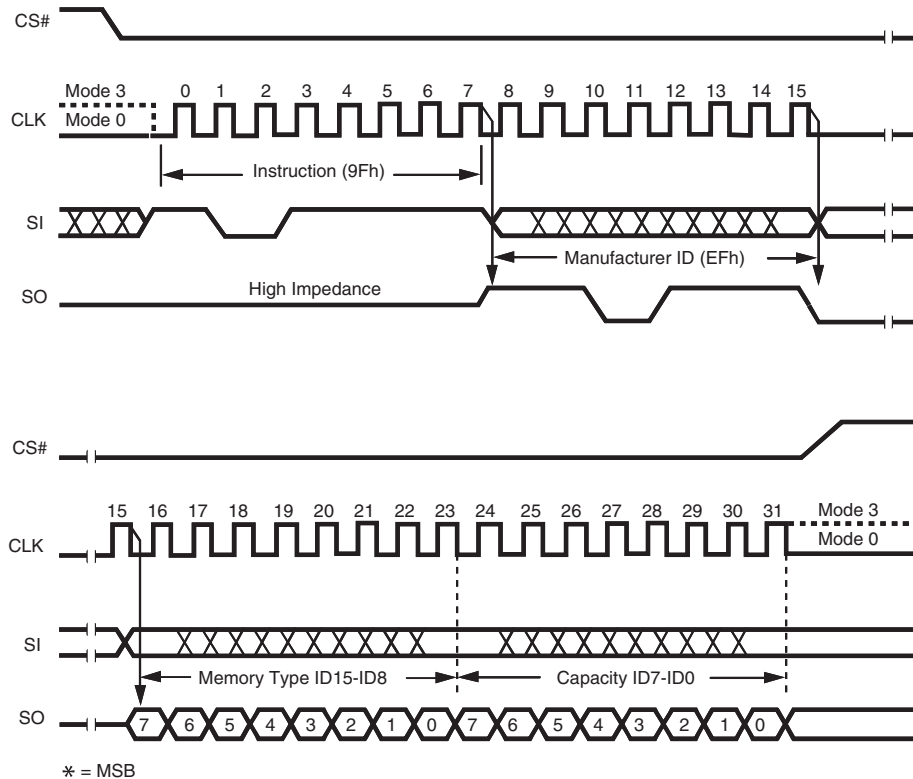 CS#
Mode 3
Mode 0
CLK
0 1 2 3 4 5 6 7 8 9 10 11 12 13 14 15
Instruction (9Fh)
SI
Manufacturer ID (EFh)
High Impedance
SO
CS#
15 16 17 18 19 20 21 22 23 24 25 26 27 28 29 30 31
Mode 3
Mode 0
CLK
SI
Memory Type ID15-ID8
Capacity ID7-ID0
SO
7 6 5 4 3 2 1 0 7 6 5 4 3 2 1 0
* = MSB